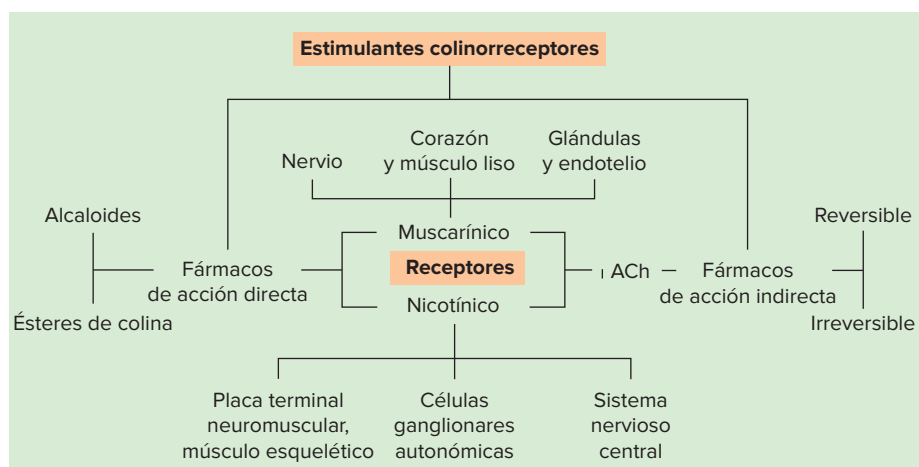 Estimulantes colinorreceptores
Nervio
Corazón
y músculo liso
Glándulas
y endotelio
Alcaloides
Ésteres de colina
Fármacos
de acción directa
Muscarínico
Receptores
Nicotínico
ACh
Fármacos
de acción indirecta
Reversible
Irreversible
Placa terminal
neuromuscular,
músculo esquelético
Células
ganglionares
autonómicas
Sistema
nervioso
central